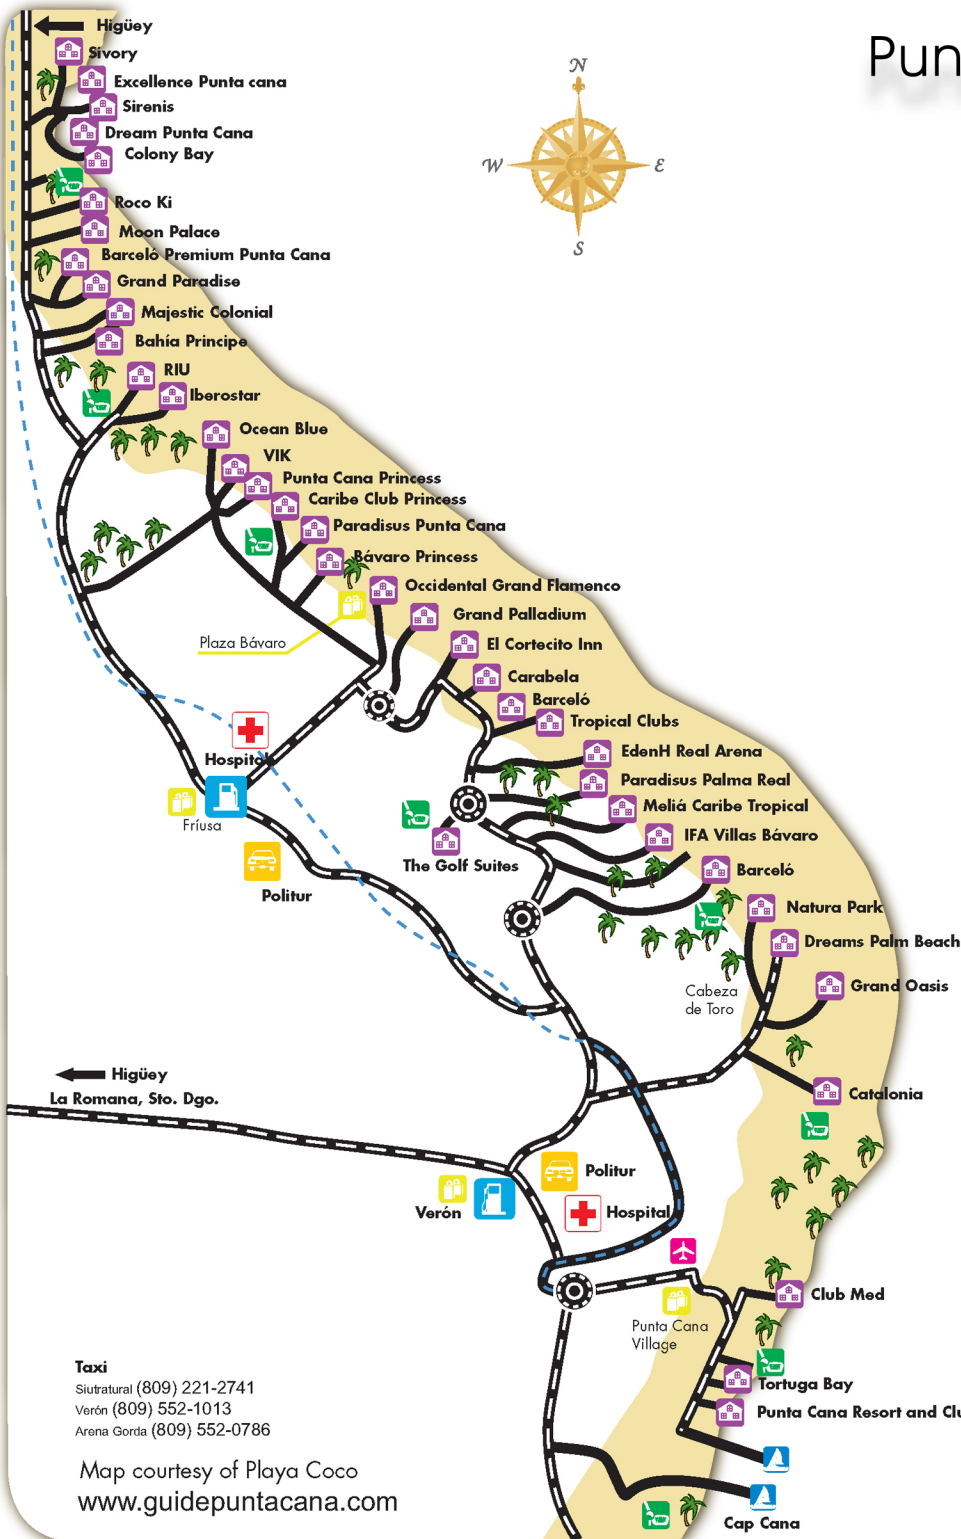 Higüey
Sivory
Excellence Punta cana
Sirenis
Dream Punta Cana
Colony Bay
Roco Ki
Moon Palace
Barceló Premium Punta Cana
Grand Paradise
Majestic Colonial
Bahía Principe
RIU
Iberostar
Ocean Blue
VIK
Punta Cana Princess
Caribe Club Princess
Paradisus Punta Cana
Bávaro Princess
Occidental Grand Flamenco
Grand Palladium
El Cortecito Inn
Carabela
Barceló
Tropical Clubs
EdenH Real Arena
Paradisus Palma Real
Meliá Caribe Tropical
IFA Villas Bávaro
Barceló
Natura Park
Dreams Palm Beach
Grand Oasis
Catalonia
Pun
N
W
E
S
Plaza Bávaro
Hospital
Fríusa
Politur
The Golf Suites
Cabeza
de Toro
Higüey
La Romana, Sto. Dgo.
Verón
Politur
Hospital
Punta Cana
Village
Club Med
Tortuga Bay
Punta Cana Resort and Clu
Cap Cana
Taxi
Siutratural (809) 221-2741
Verón (809) 552-1013
Arena Gorda (809) 552-0786
Map courtesy of Playa Coco
www.guidepuntacana.com